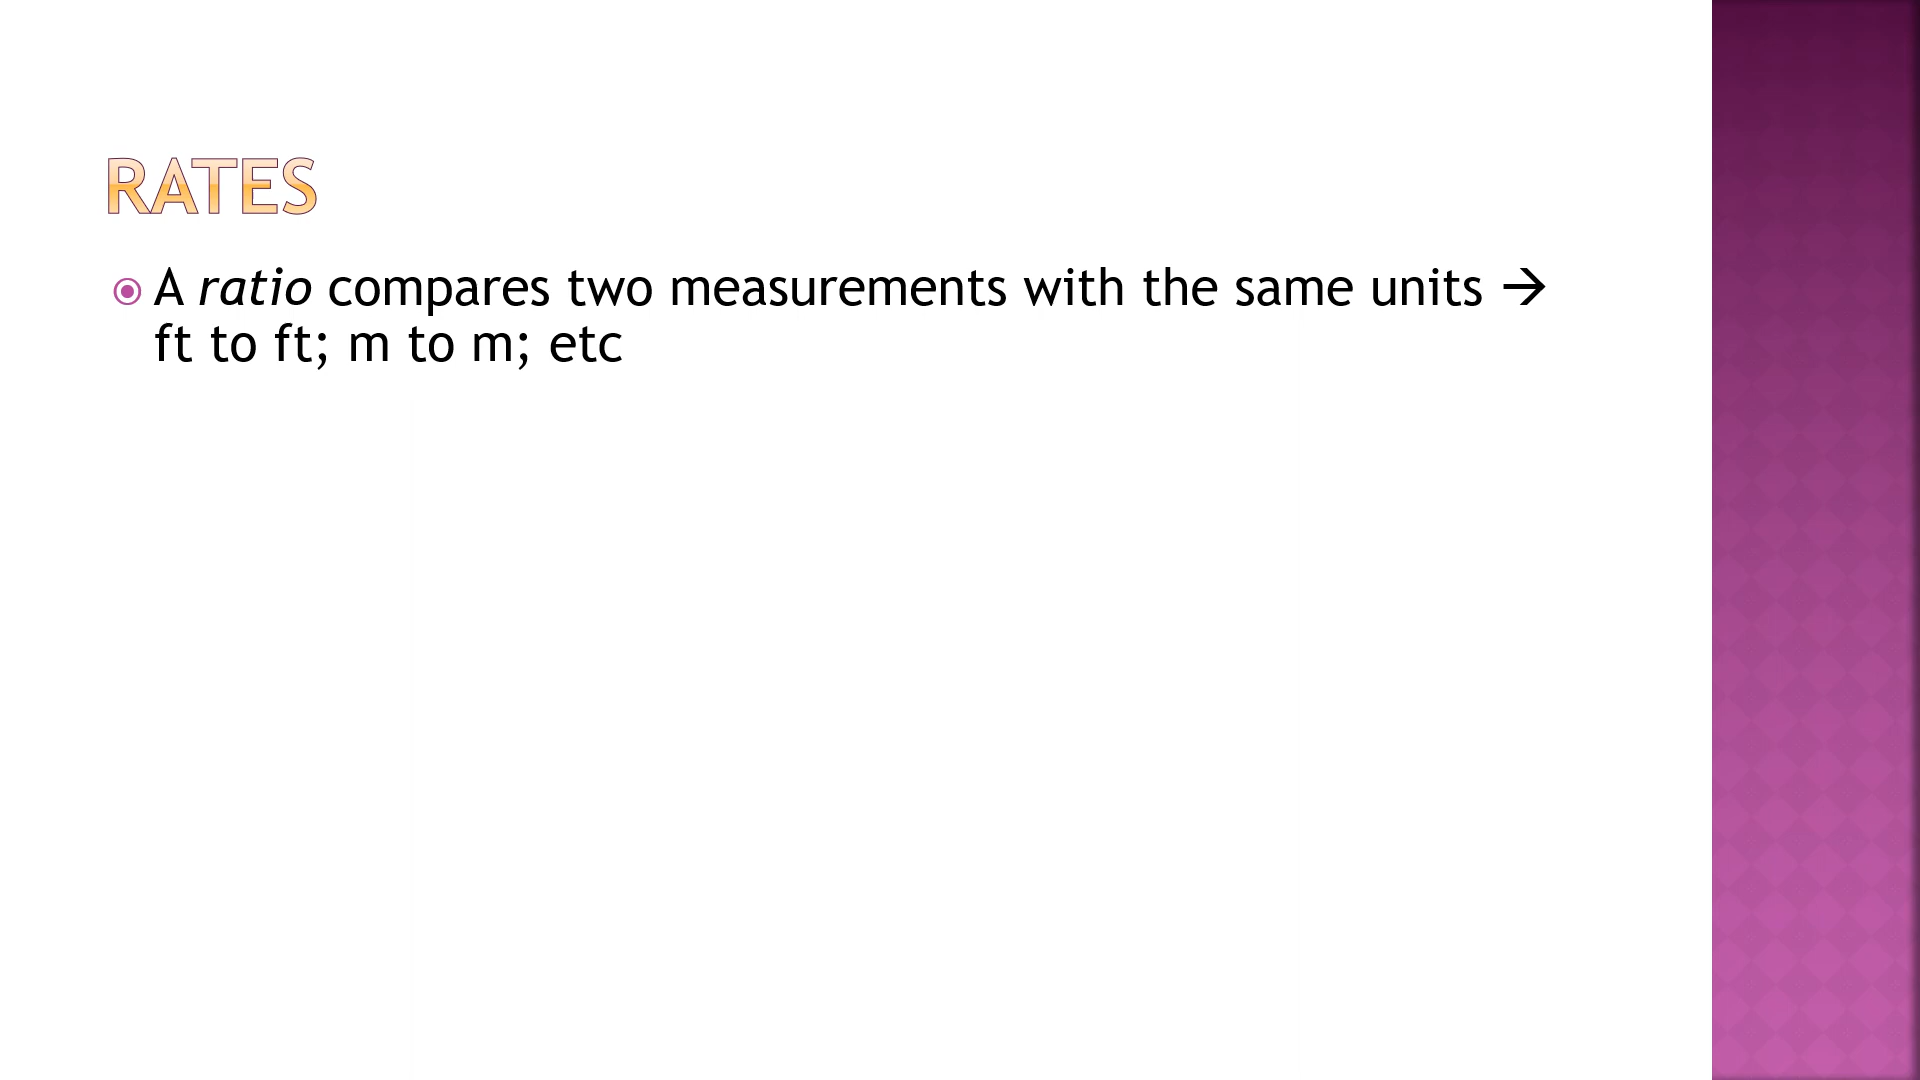 RATES
A ratio compares two measurements with the same units →
ft to ft; m to m; etc